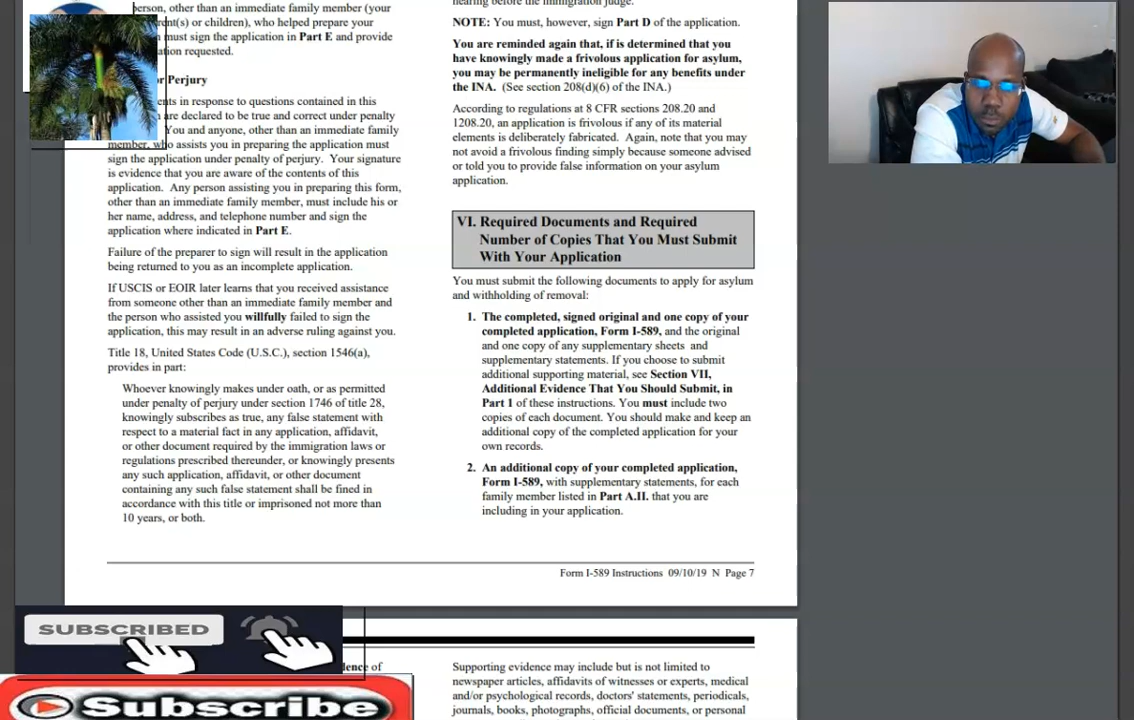 person, other than an immediate family member (your
rent(s) or children), who helped prepare your
must sign the application in Part E and provide
ation requested.
or Perjury
ents in response to questions contained in this
are declared to be true and correct under penalty
You and anyone, other than an immediate family
member, who assists you in preparing the application must
sign the application under penalty of perjury. Your signature
is evidence that you are aware of the contents of this
application. Any person assisting you in preparing this form,
other than an immediate family member, must include his or
her name, address, and telephone number and sign the
application where indicated in Part E.
Failure of the preparer to sign will result in the application
being returned to you as an incomplete application.
If USCIS or EOIR later learns that you received assistance
from someone other than an immediate family member and
the person who assisted you willfully failed to sign the
application, this may result in an adverse ruling against you.
Title 18, United States Code (U.S.C.), section 1546(a),
provides in part:
Whoever knowingly makes under oath, or as permitted
under penalty of perjury under section 1746 of title 28,
knowingly subscribes as true, any false statement with
respect to a material fact in any application, affidavit,
or other document required by the immigration laws or
regulations prescribed thereunder, or knowingly presents
any such application, affidavit, or other document
containing any such false statement shall be fined in
accordance with this title or imprisoned not more than
10 years, or both.
hearing before the immigration judge.
NOTE: You must, however, sign Part D of the application.
You are reminded again that, if is determined that you
have knowingly made a frivolous application for asylum,
you may be permanently ineligible for any benefits under
the INA. (See section 208(d)(6) of the INA.)
According to regulations at 8 CFR sections 208.20 and
1208.20, an application is frivolous if any of its material
elements is deliberately fabricated. Again, note that you may
not avoid a frivolous finding simply because someone advised
or told you to provide false information on your asylum
application.
VI. Required Documents and Required
Number of Copies That You Must Submit
With Your Application
You must submit the following documents to apply for asylum
and withholding of removal:
1. The completed, signed original and one copy of your
completed application, Form I-589, and the original
and one copy of any supplementary sheets and
supplementary statements. If you choose to submit
additional supporting material, see Section VII,
Additional Evidence That You Should Submit, in
Part 1 of these instructions. You must include two
copies of each document. You should make and keep an
additional copy of the completed application for your
own records.
2. An additional copy of your completed application,
Form I-589, with supplementary statements, for each
family member listed in Part A.II. that you are
including in your application.
Form I-589 Instructions 09/10/19 N Page 7
SUBSCRIBED
Subscribe
dence of
Supporting evidence may include but is not limited to
newspaper articles, affidavits of witnesses or experts, medical
and/or psychological records, doctors' statements, periodicals,
journals, books, photographs, official documents, or personal